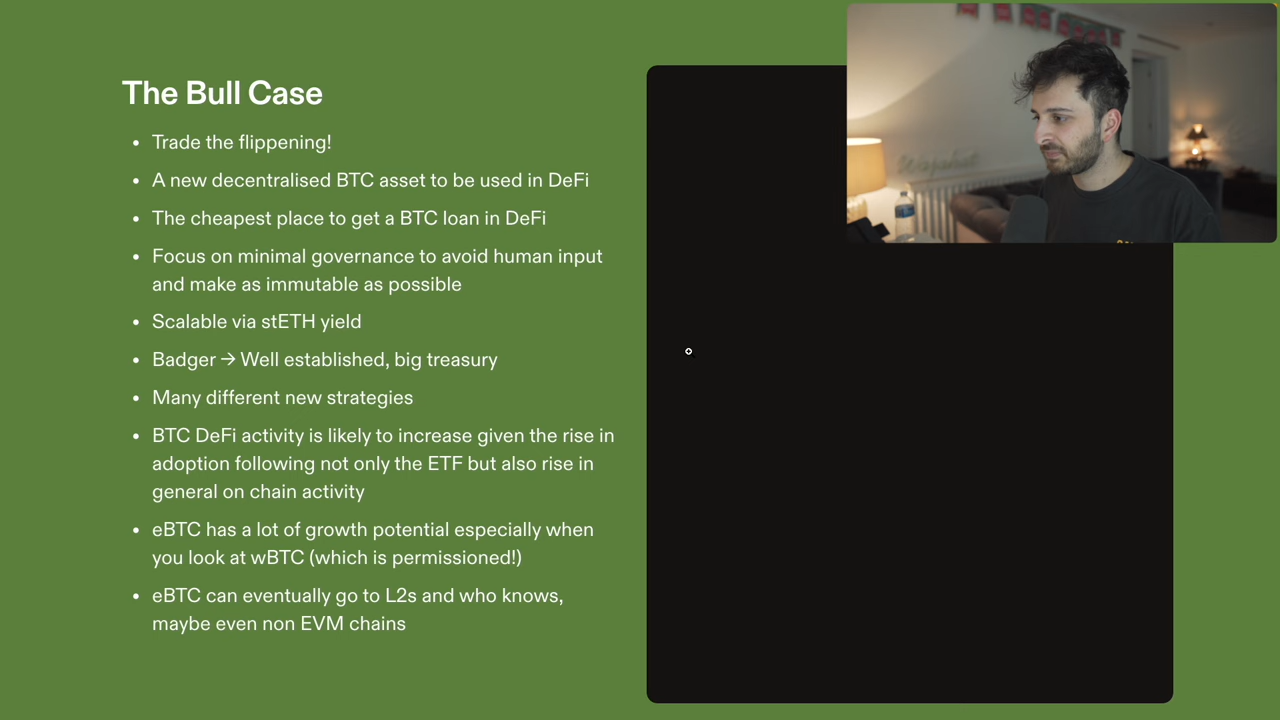 The Bull Case
• Trade the flippening!
• A new decentralised BTC asset to be used in DeFi
• The cheapest place to get a BTC loan in DeFi
• Focus on minimal governance to avoid human input
and make as immutable as possible
• Scalable via stETH yield
• Badger → Well established, big treasury
• Many different new strategies
• BTC DeFi activity is likely to increase given the rise in
adoption following not only the ETF but also rise in
general on chain activity
• eBTC has a lot of growth potential especially when
you look at wBTC (which is permissioned!)
• eBTC can eventually go to L2s and who knows,
maybe even non EVM chains